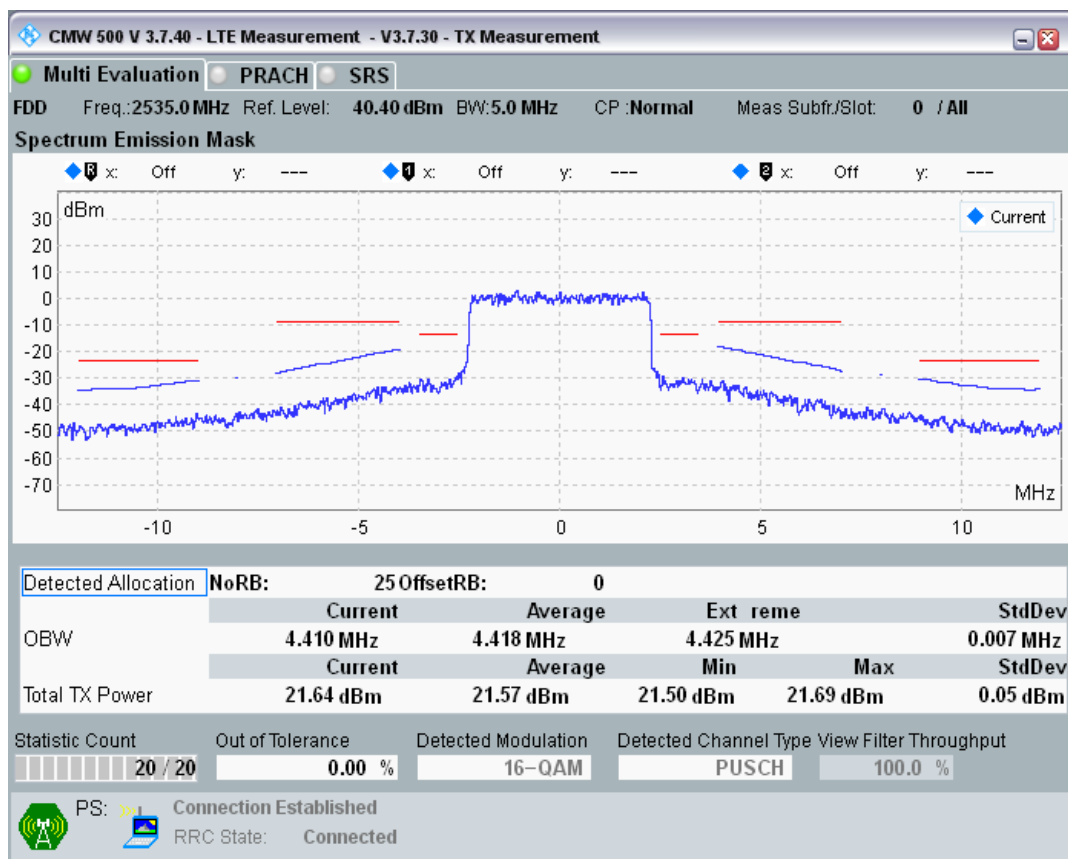 CMW 500 V 3.7.40 - LTE Measurement - V3.7.30 - TX Measurement
Multi Evaluation PRACH SRS
FDD Freq.:2535.0 MHz Ref. Level: 40.40 dBm BW:5.0 MHz CP :Normal Meas Subfr./Slot: 0 / All
Spectrum Emission Mask
R x: Off y: --- 1 x: Off y: --- 2 x: Off y: ---
dBm
Current
30
20
10
0
-10
-20
-30
-40
-50
-60
-70
MHz
-10 -5 0 5 10
Detected Allocation NoRB: 25 OffsetRB: 0
Current Average Ext reme StdDev
OBW 4.410 MHz 4.418 MHz 4.425 MHz 0.007 MHz
Current Average Min Max StdDev
Total TX Power 21.64 dBm 21.57 dBm 21.50 dBm 21.69 dBm 0.05 dBm
Statistic Count Out of Tolerance Detected Modulation Detected Channel Type View Filter Throughput
20 / 20 0.00 % 16-QAM PUSCH 100.0 %
PS: Connection Established
RRC State: Connected